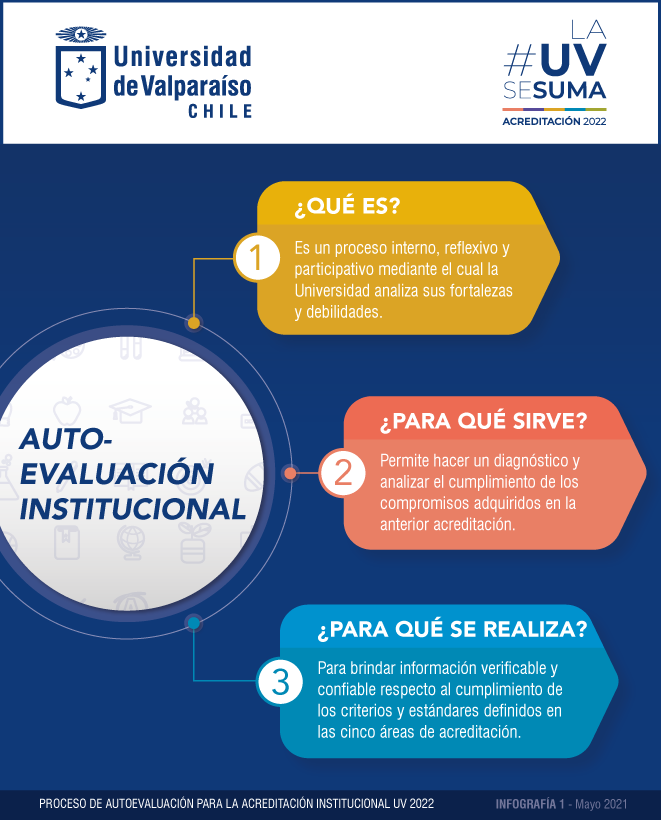 Universidad
de Valparaíso
CHILE
LA
#UV
SESUMA
ACREDITACIÓN 2022
¿QUÉ ES?
1
Es un proceso interno, reflexivo y
participativo mediante el cual la
Universidad analiza sus fortalezas
y debilidades.
AUTO-
EVALUACIÓN
INSTITUCIONAL
¿PARA QUÉ SIRVE?
2
Permite hacer un diagnóstico y
analizar el cumplimiento de los
compromisos adquiridos en la
anterior acreditación.
¿PARA QUÉ SE REALIZA?
3
Para brindar información verificable y
confiable respecto al cumplimiento de
los criterios y estándares definidos en
las cinco áreas de acreditación.
PROCESO DE AUTOEVALUACIÓN PARA LA ACREDITACIÓN INSTITUCIONAL UV 2022
INFOGRAFÍA 1 - Mayo 2021